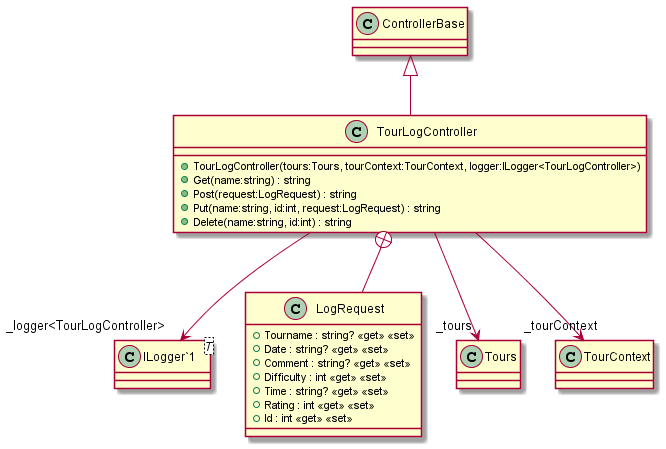 C ControllerBase
C TourLogController
TourLogController(tours:Tours, tourContext:TourContext, logger:ILogger<TourLogController>)
Get(name:string) : string
Post(request:LogRequest) : string
Put(name:string, id:int, request:LogRequest) : string
Delete(name:string, id:int) : string
_logger<TourLogController>
_tours
_tourContext
C ILogger`1
T
C LogRequest
Tourname : string? «get» «set»
Date : string? «get» «set»
Comment : string? «get» «set»
Difficulty : int «get» «set»
Time : string? «get» «set»
Rating : int «get» «set»
Id : int «get» «set»
C Tours
C TourContext